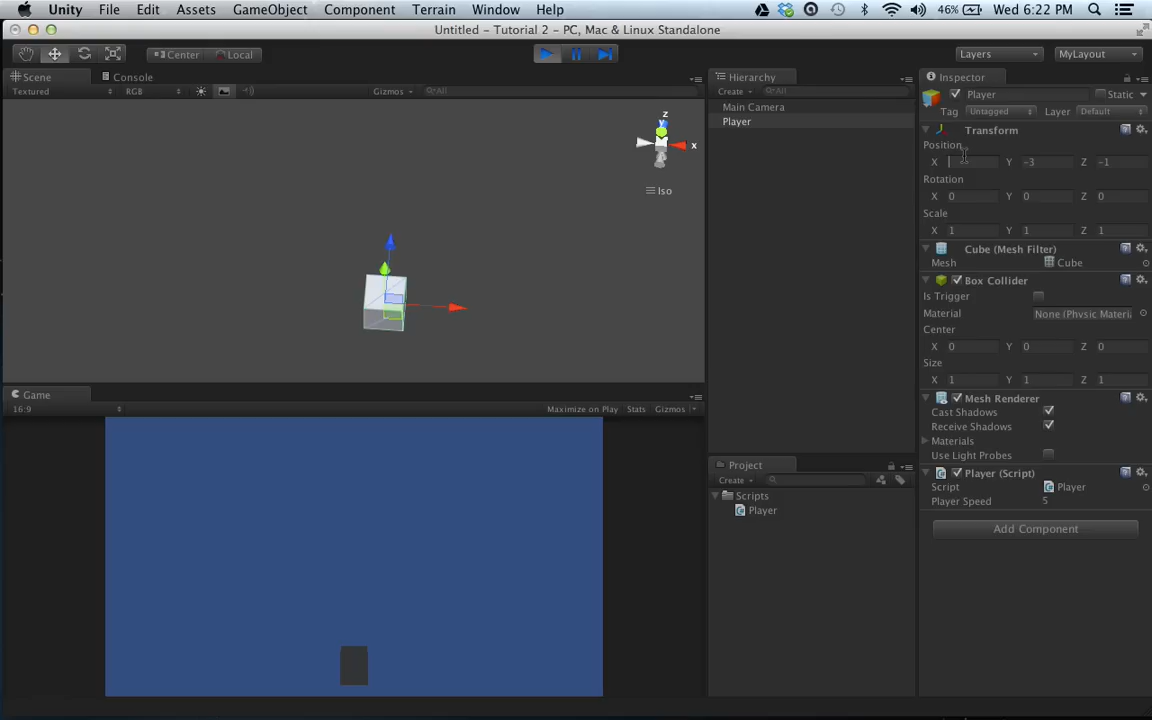 Unity File Edit Assets GameObject Component Terrain Window Help 46% Wed 6:22 PM
Untitled - Tutorial 2 - PC, Mac & Linux Standalone
Center Local Layers MyLayout
Scene Console Hierarchy Inspector
Textured RGB Gizmos All Create All
Player Static
Tag Untagged Layer Default
Main Camera
Player
z
y
x
Iso
Transform
Position
X Y -3 Z -1
Rotation
X 0 Y 0 Z 0
Scale
X 1 Y 1 Z 1
Cube (Mesh Filter)
Mesh Cube
Box Collider
Is Trigger
Material None (Physic Materia
Center
X 0 Y 0 Z 0
Size
X 1 Y 1 Z 1
Mesh Renderer
Cast Shadows
Receive Shadows
Materials
Use Light Probes
Player (Script)
Script Player
Player Speed 5
Add Component
Game
16:9 Maximize on Play Stats Gizmos
Project
Create
Scripts
Player